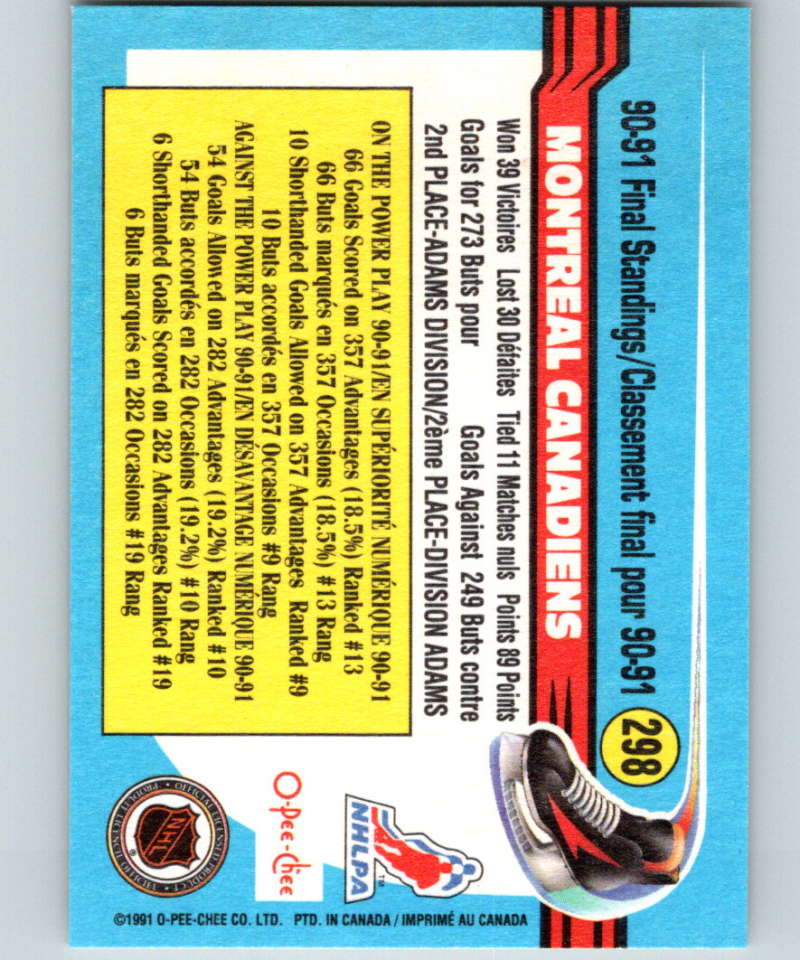 90-91 Final Standings/Classement final pour 90-91
298
MONTREAL CANADIENS
Won 39 Victoires Lost 30 Défaites Tied 11 Matches nuls Points 89 Points
Goals for 273 Buts pour Goals Against 249 Buts contre
2nd PLACE-ADAMS DIVISION/2ème PLACE-DIVISION ADAMS
ON THE POWER PLAY 90-91/EN SUPÉRIORITÉ NUMÉRIQUE 90-91
66 Goals Scored on 357 Advantages (18.5%) Ranked #13
66 Buts marqués en 357 Occasions (18.5%) #13 Rang
10 Shorthanded Goals Allowed on 357 Advantages Ranked #9
10 Buts accordés en 357 Occasions #9 Rang
AGAINST THE POWER PLAY 90-91/EN DÉSAVANTAGE NUMÉRIQUE 90-91
54 Goals Allowed on 282 Advantages (19.2%) Ranked #10
54 Buts accordés en 282 Occasions (19.2%) #10 Rang
6 Shorthanded Goals Scored on 282 Advantages Ranked #19
6 Buts marqués en 282 Occasions #19 Rang
NHLPA
TM
O-Pee-Chee
NHL
®
• OFFICIAL LICENSED PRODUCT •
PRODUIT LICENCIÉ OFFICIEL
©1991 O-PEE-CHEE CO. LTD. PTD. IN CANADA / IMPRIMÉ AU CANADA